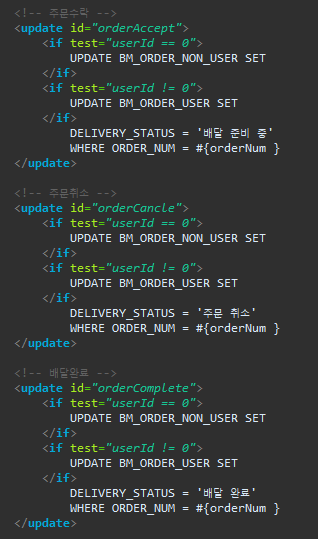 <!-- 주문수락 -->
<update id="orderAccept">
<if test="userId == 0">
UPDATE BM_ORDER_NON_USER SET
</if>
<if test="userId != 0">
UPDATE BM_ORDER_USER SET
</if>
DELIVERY_STATUS = '배달 준비 중'
WHERE ORDER_NUM = #{orderNum }
</update>
<!-- 주문취소 -->
<update id="orderCancle">
<if test="userId == 0">
UPDATE BM_ORDER_NON_USER SET
</if>
<if test="userId != 0">
UPDATE BM_ORDER_USER SET
</if>
DELIVERY_STATUS = '주문 취소'
WHERE ORDER_NUM = #{orderNum }
</update>
<!-- 배달완료 -->
<update id="orderComplete">
<if test="userId == 0">
UPDATE BM_ORDER_NON_USER SET
</if>
<if test="userId != 0">
UPDATE BM_ORDER_USER SET
</if>
DELIVERY_STATUS = '배달 완료'
WHERE ORDER_NUM = #{orderNum }
</update>